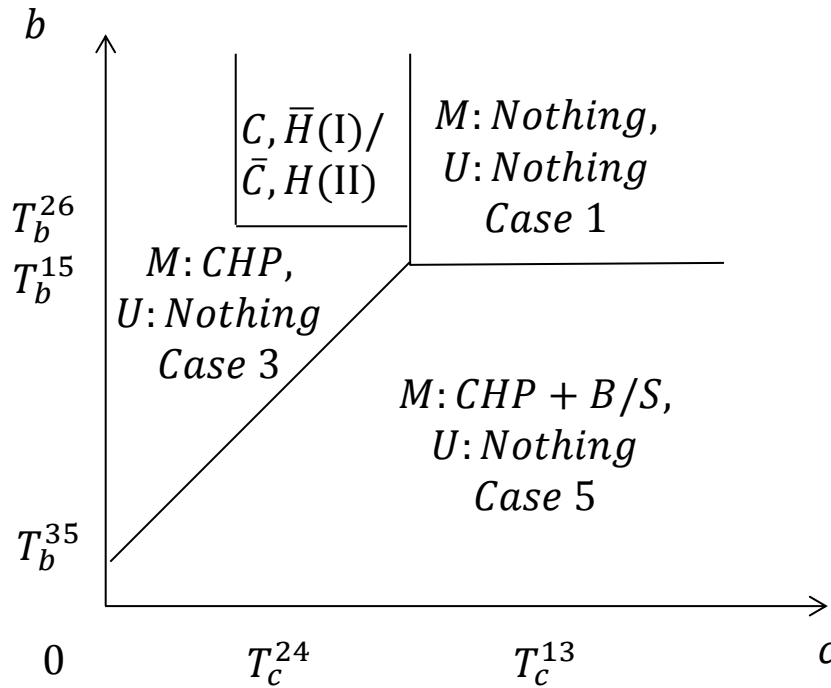 b
C, H̅(I)/
C̅, H(II)
M: Nothing,
U: Nothing
Case 1
T_b^26
T_b^15
M: CHP,
U: Nothing
Case 3
M: CHP + B/S,
U: Nothing
Case 5
T_b^35
0
T_c^24
T_c^13
c